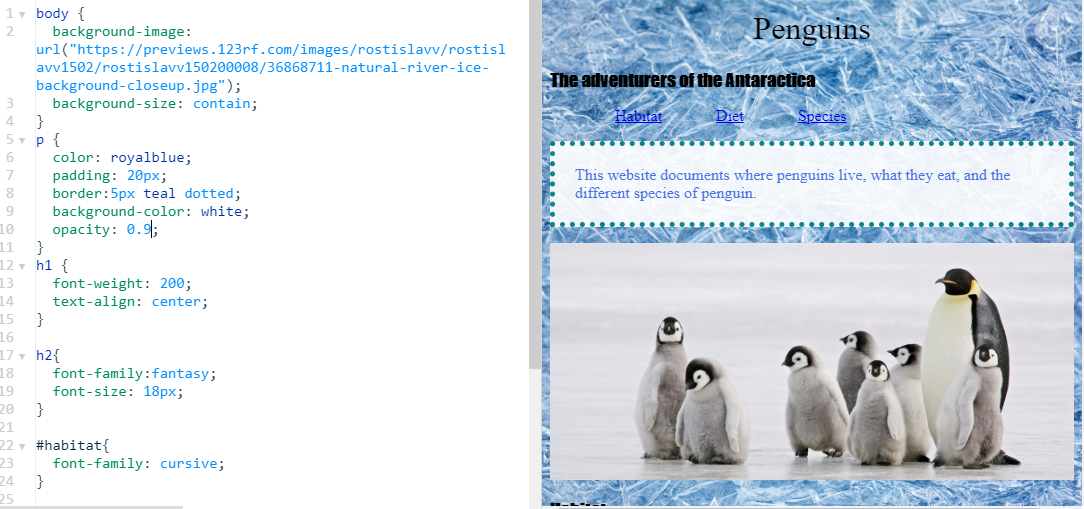 1 body {
2 background-image:
url("https://previews.123rf.com/images/rostislavv/rostisl
avv1502/rostislavv150200008/36868711-natural-river-ice-
background-closeup.jpg");
3 background-size: contain;
4 }
5 p {
6 color: royalblue;
7 padding: 20px;
8 border:5px teal dotted;
9 background-color: white;
10 opacity: 0.9;
11 }
12 h1 {
13 font-weight: 200;
14 text-align: center;
15 }
16
17 h2{
18 font-family:fantasy;
19 font-size: 18px;
20 }
21
22 #habitat{
23 font-family: cursive;
24 }
25
Penguins
The adventurers of the Antaractica
Habitat Diet Species
This website documents where penguins live, what they eat, and the
different species of penguin.
Habitat